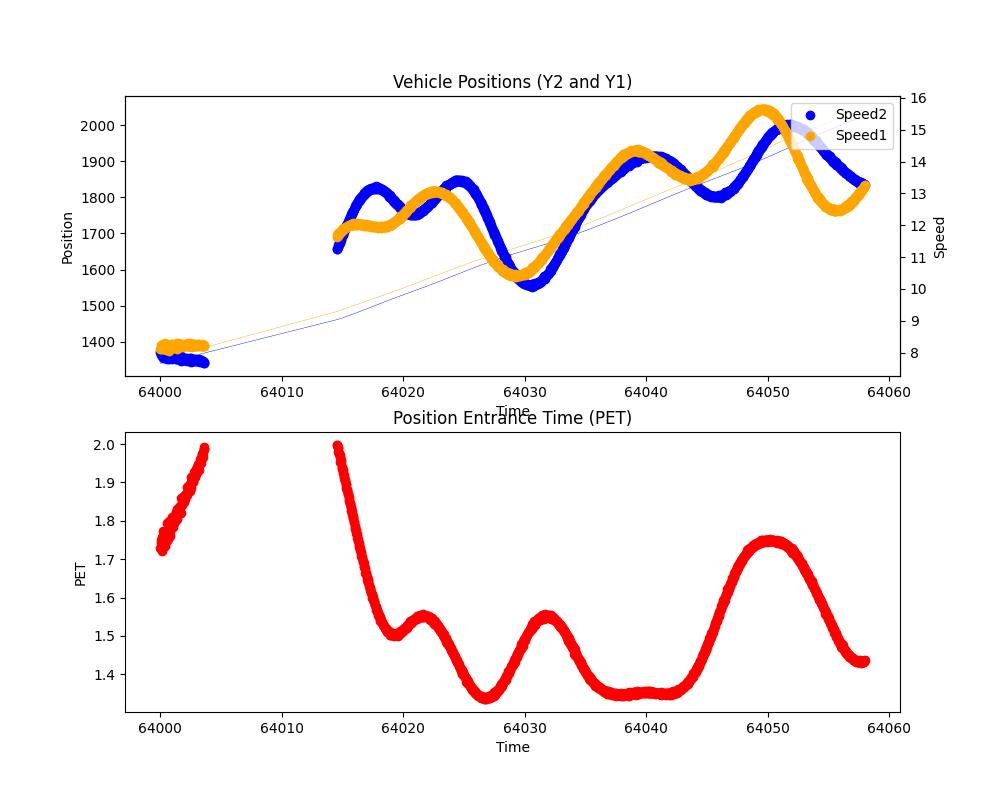 Vehicle Positions (Y2 and Y1)
2000
1900
1800
1700
1600
1500
1400
Position
16
15
14
13
12
11
10
9
8
Speed
Speed2
Speed1
64000 64010 64020 64030 64040 64050 64060
Time
Position Entrance Time (PET)
2.0
1.9
1.8
1.7
1.6
1.5
1.4
PET
64000 64010 64020 64030 64040 64050 64060
Time